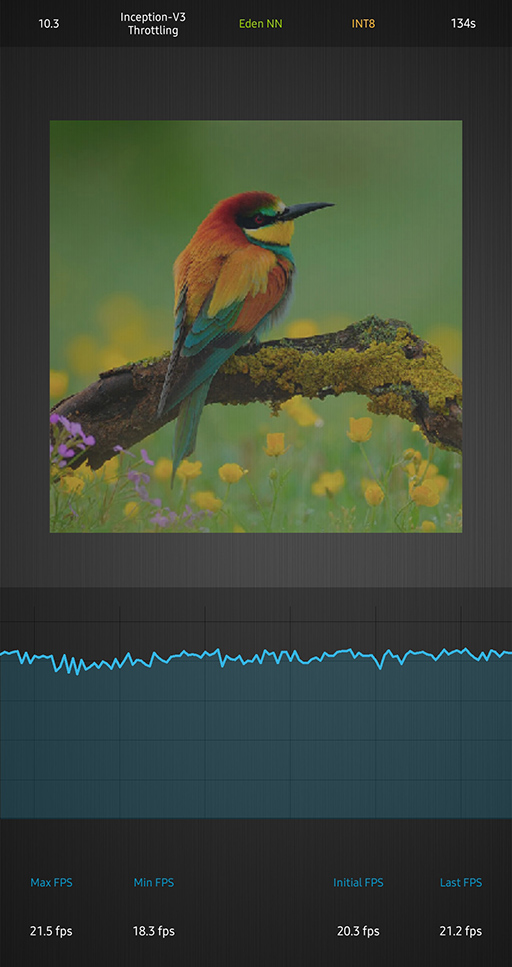 10.3
Inception-V3
Throttling
Eden NN
INT8
134s
Max FPS
Min FPS
Initial FPS
Last FPS
21.5 fps
18.3 fps
20.3 fps
21.2 fps